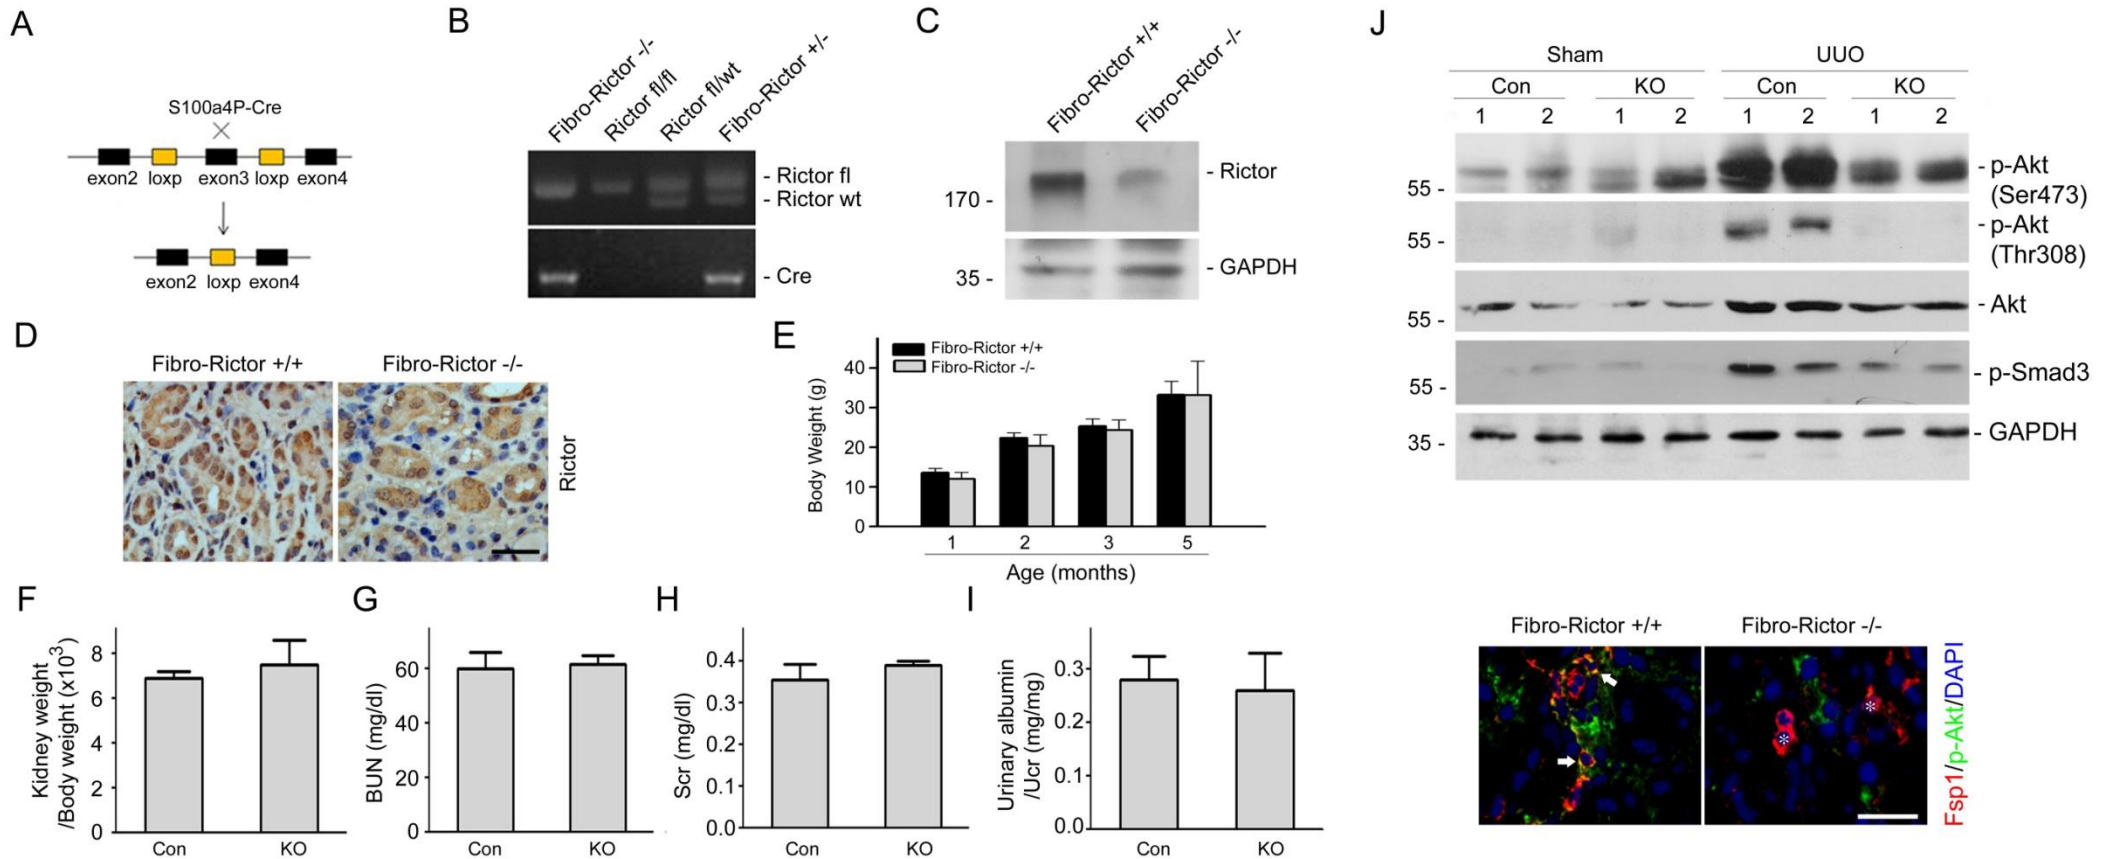 A
S100a4P-Cre
exon2 loxp exon3 loxp exon4
exon2 loxp exon4
B
Fibro-Rictor -/-
Rictor fl/fl
Rictor fl/wt
Fibro-Rictor +/-
- Rictor fl
- Rictor wt
- Cre
C
Fibro-Rictor +/+
Fibro-Rictor -/-
- Rictor
170 -
- GAPDH
35 -
D
Fibro-Rictor +/+ Fibro-Rictor -/-
Rictor
E
Fibro-Rictor +/+
Fibro-Rictor -/-
Body Weight (g)
40
30
20
10
0
1 2 3 5
Age (months)
F
Kidney weight
/Body weight (x10³)
8
6
4
2
0
Con KO
G
BUN (mg/dl)
60
40
20
0
Con KO
H
Scr (mg/dl)
0.4
0.3
0.2
0.1
0.0
Con KO
I
Urinary albumin
/Ucr (mg/mg)
0.3
0.2
0.1
0.0
Con KO
J
Sham UUO
Con KO Con KO
1 2 1 2 1 2 1 2
55 - - p-Akt
(Ser473)
55 - - p-Akt
(Thr308)
55 - - Akt
55 - - p-Smad3
35 - - GAPDH
Fibro-Rictor +/+ Fibro-Rictor -/-
* *
Fsp1/p-Akt/DAPI